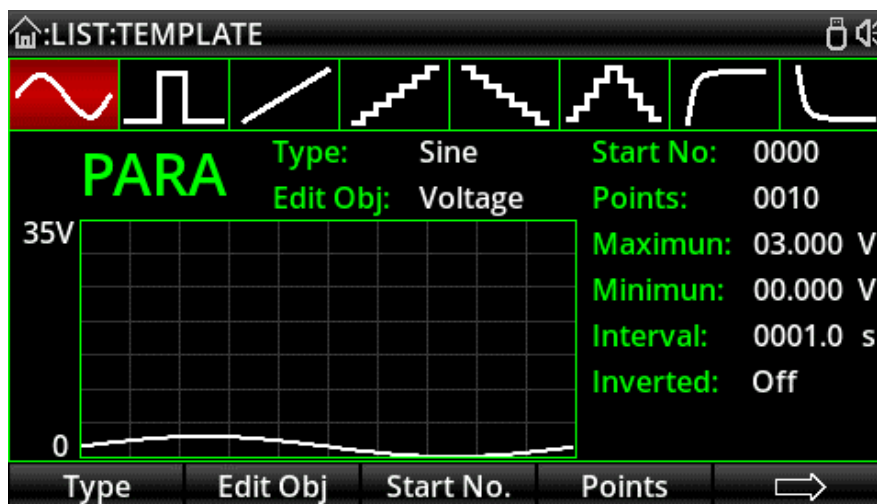 :LIST:TEMPLATE
PARA
Type: Sine
Edit Obj: Voltage
Start No: 0000
Points: 0010
Maximun: 03.000 V
Minimun: 00.000 V
Interval: 0001.0 s
Inverted: Off
35V
0
Type Edit Obj Start No. Points